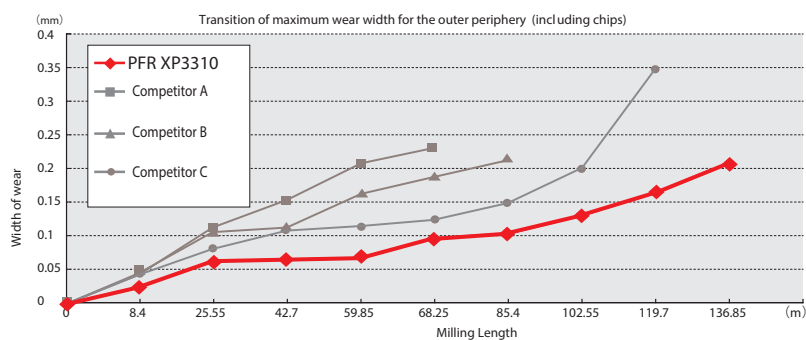 (mm) Transition of maximum wear width for the outer periphery (including chips)
0.4
0.35
0.3
0.25
0.2
0.15
0.1
0.05
0
Width of wear
PFR XP3310
Competitor A
Competitor B
Competitor C
0 8.4 25.55 42.7 59.85 68.25 85.4 102.55 119.7 136.85 (m)
Milling Length